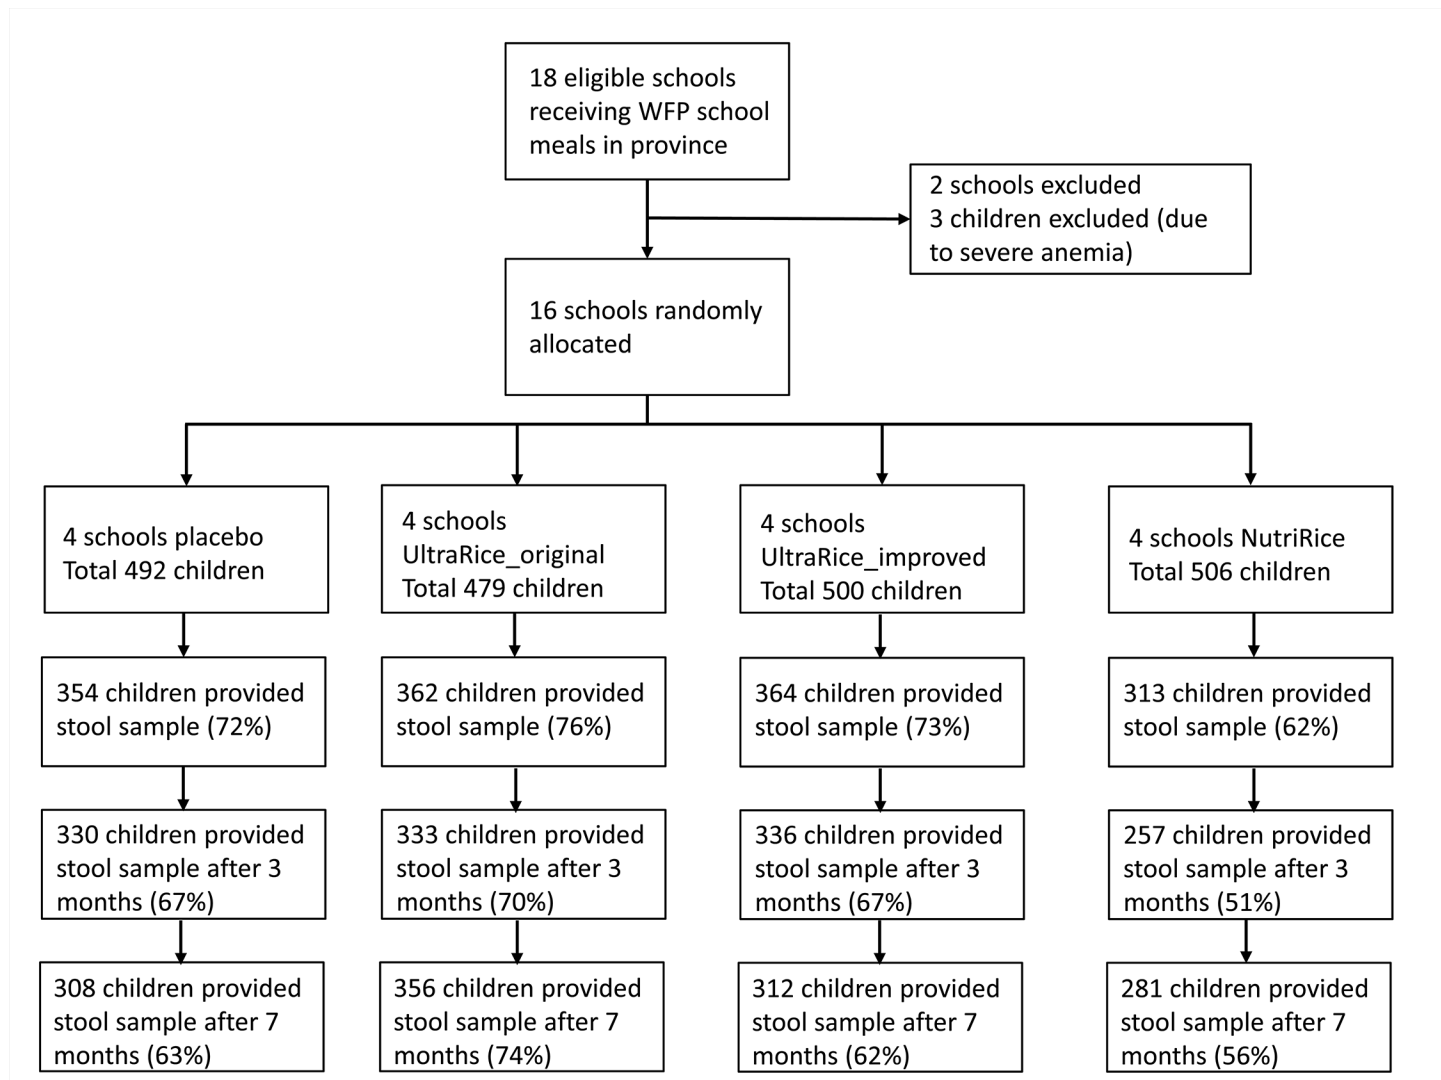 18 eligible schools
receiving WFP school
meals in province
2 schools excluded
3 children excluded (due
to severe anemia)
16 schools randomly
allocated
4 schools placebo
Total 492 children
4 schools
UltraRice_original
Total 479 children
4 schools
UltraRice_improved
Total 500 children
4 schools NutriRice
Total 506 children
354 children provided
stool sample (72%)
362 children provided
stool sample (76%)
364 children provided
stool sample (73%)
313 children provided
stool sample (62%)
330 children provided
stool sample after 3
months (67%)
333 children provided
stool sample after 3
months (70%)
336 children provided
stool sample after 3
months (67%)
257 children provided
stool sample after 3
months (51%)
308 children provided
stool sample after 7
months (63%)
356 children provided
stool sample after 7
months (74%)
312 children provided
stool sample after 7
months (62%)
281 children provided
stool sample after 7
months (56%)